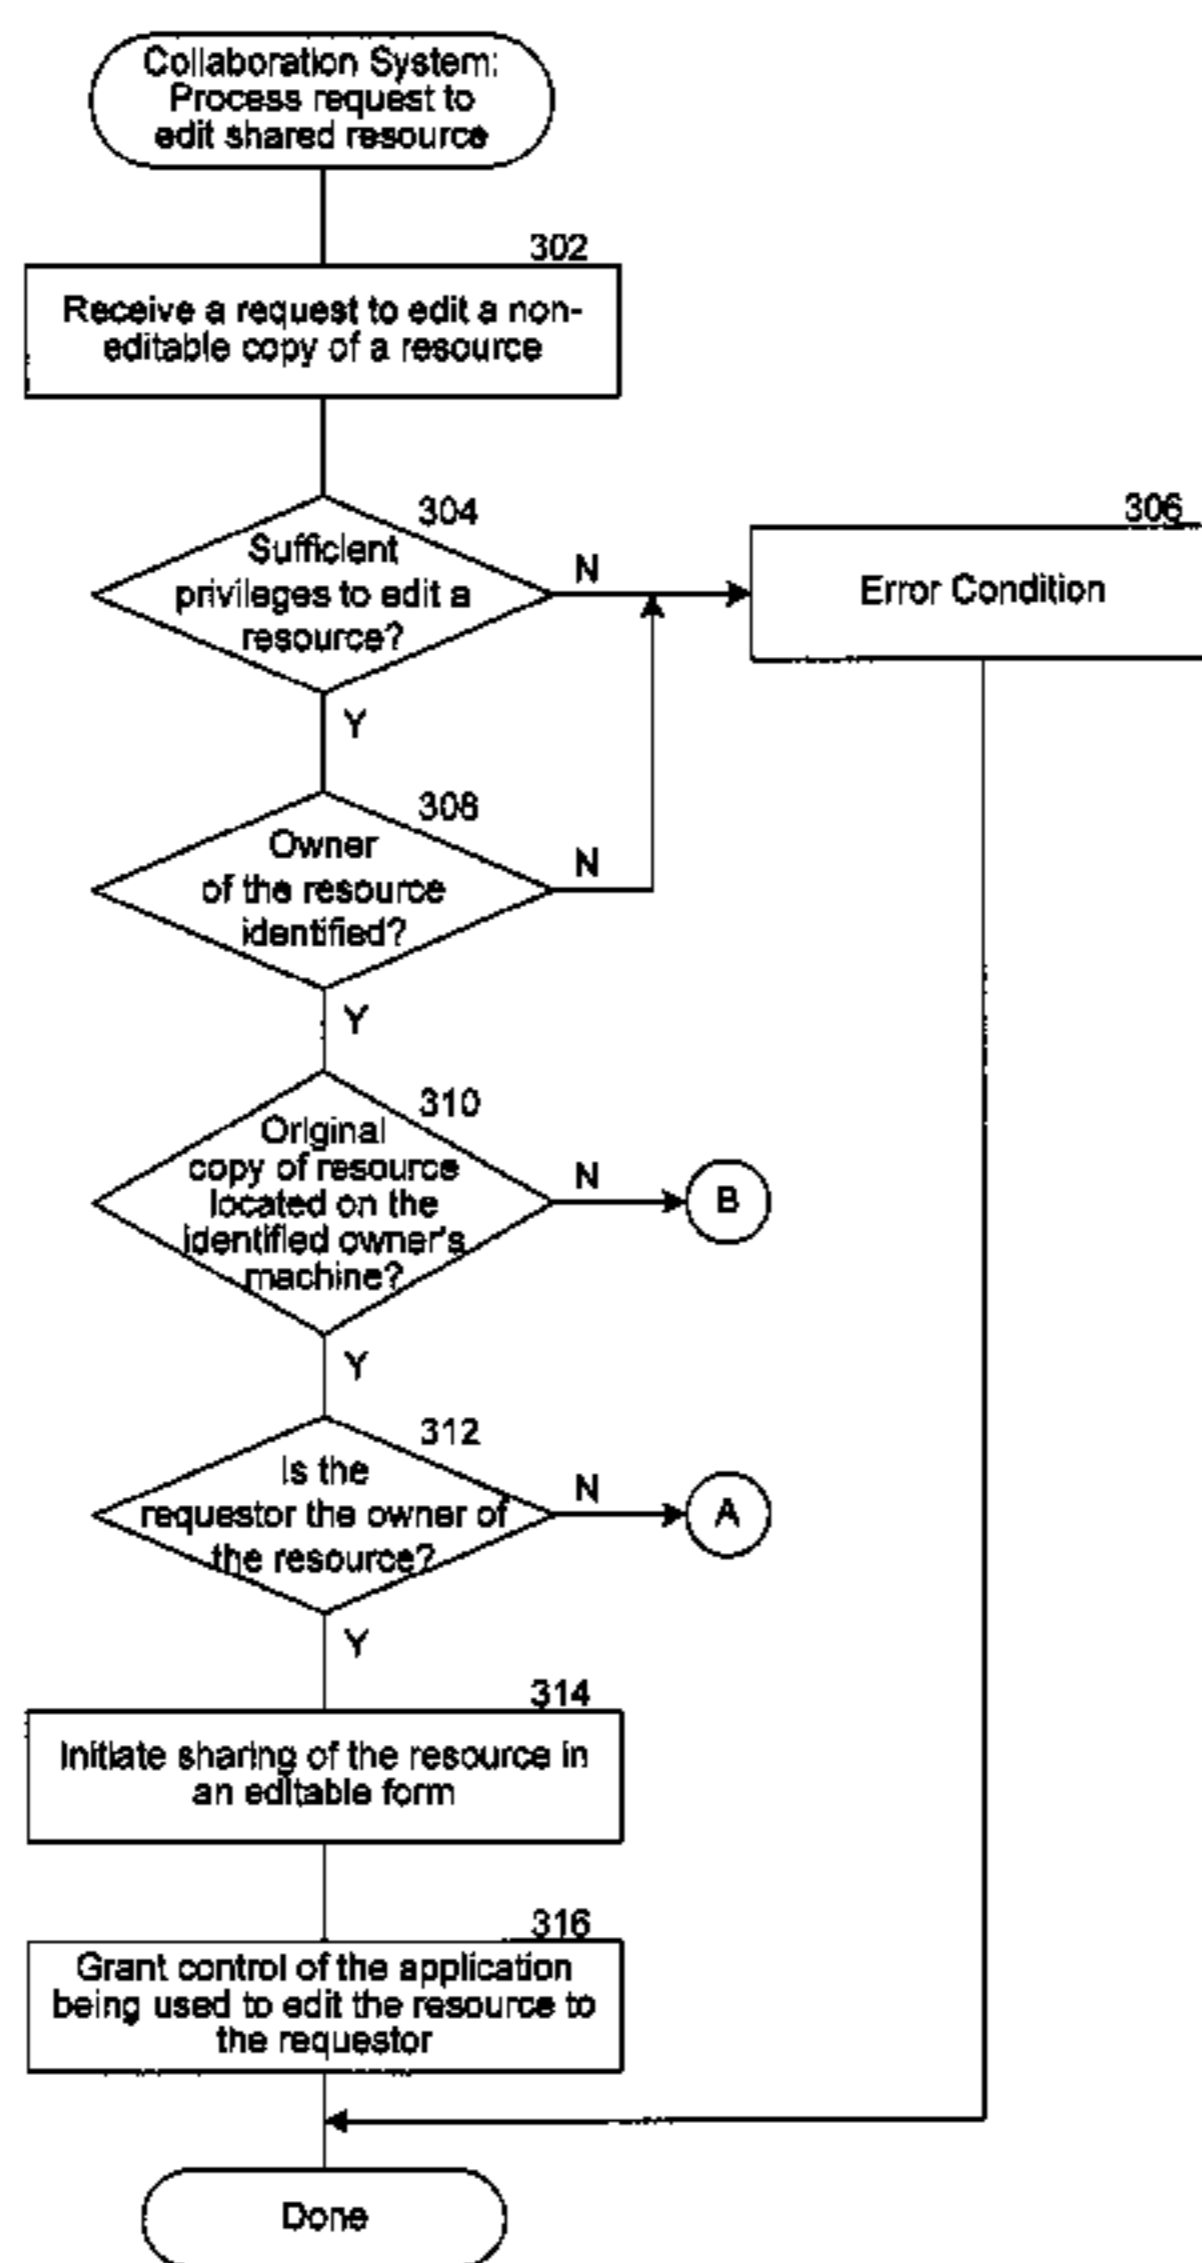 Collaboration System:
Process request to
edit shared resource
302
Receive a request to edit a non-
editable copy of a resource
304
Sufficient
privileges to edit a
resource?
N
306
Error Condition
Y
308
Owner
of the resource
identified?
N
Y
310
Original
copy of resource
located on the
identified owner's
machine?
N
B
Y
312
Is the
requestor the owner of
the resource?
N
A
Y
314
Initiate sharing of the resource in
an editable form
316
Grant control of the application
being used to edit the resource to
the requestor
Done